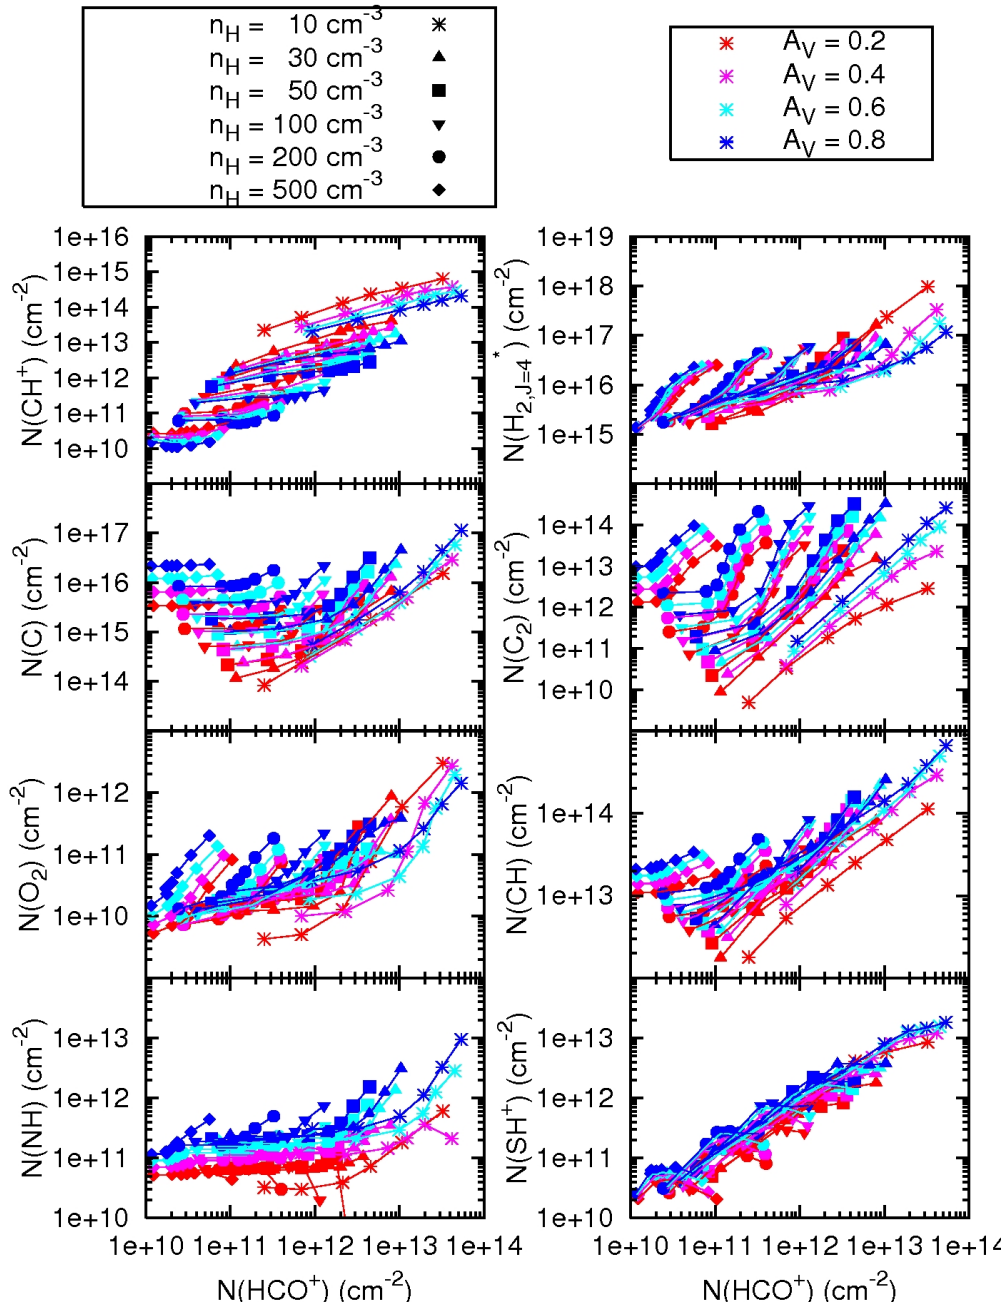 n_H = 10 cm^-3
n_H = 30 cm^-3
n_H = 50 cm^-3
n_H = 100 cm^-3
n_H = 200 cm^-3
n_H = 500 cm^-3
A_V = 0.2
A_V = 0.4
A_V = 0.6
A_V = 0.8
N(CH^+) (cm^-2)
1e+16
1e+15
1e+14
1e+13
1e+12
1e+11
1e+10
N(H_2,J=4^*) (cm^-2)
1e+19
1e+18
1e+17
1e+16
1e+15
N(C) (cm^-2)
1e+17
1e+16
1e+15
1e+14
N(C_2) (cm^-2)
1e+14
1e+13
1e+12
1e+11
1e+10
N(O_2) (cm^-2)
1e+12
1e+11
1e+10
N(CH) (cm^-2)
1e+14
1e+13
N(NH) (cm^-2)
1e+13
1e+12
1e+11
1e+10
N(SH^+) (cm^-2)
1e+13
1e+12
1e+11
1e+10
1e+10 1e+11 1e+12 1e+13 1e+14
1e+10 1e+11 1e+12 1e+13 1e+14
N(HCO^+) (cm^-2)
N(HCO^+) (cm^-2)